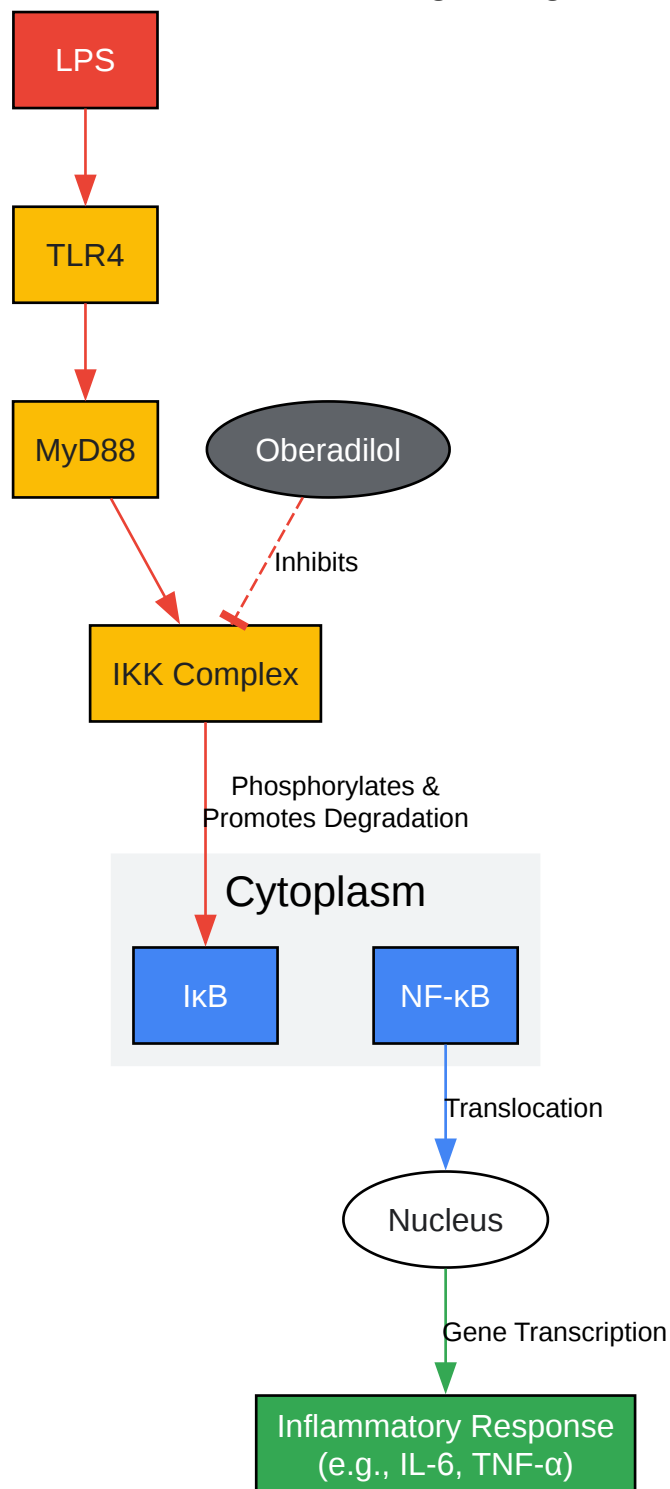 LPS
TLR4
MyD88
Oberadilol
Inhibits
IKK Complex
Phosphorylates &
Promotes Degradation
Cytoplasm
IκB
NF-κB
Translocation
Nucleus
Gene Transcription
Inflammatory Response
(e.g., IL-6, TNF-α)